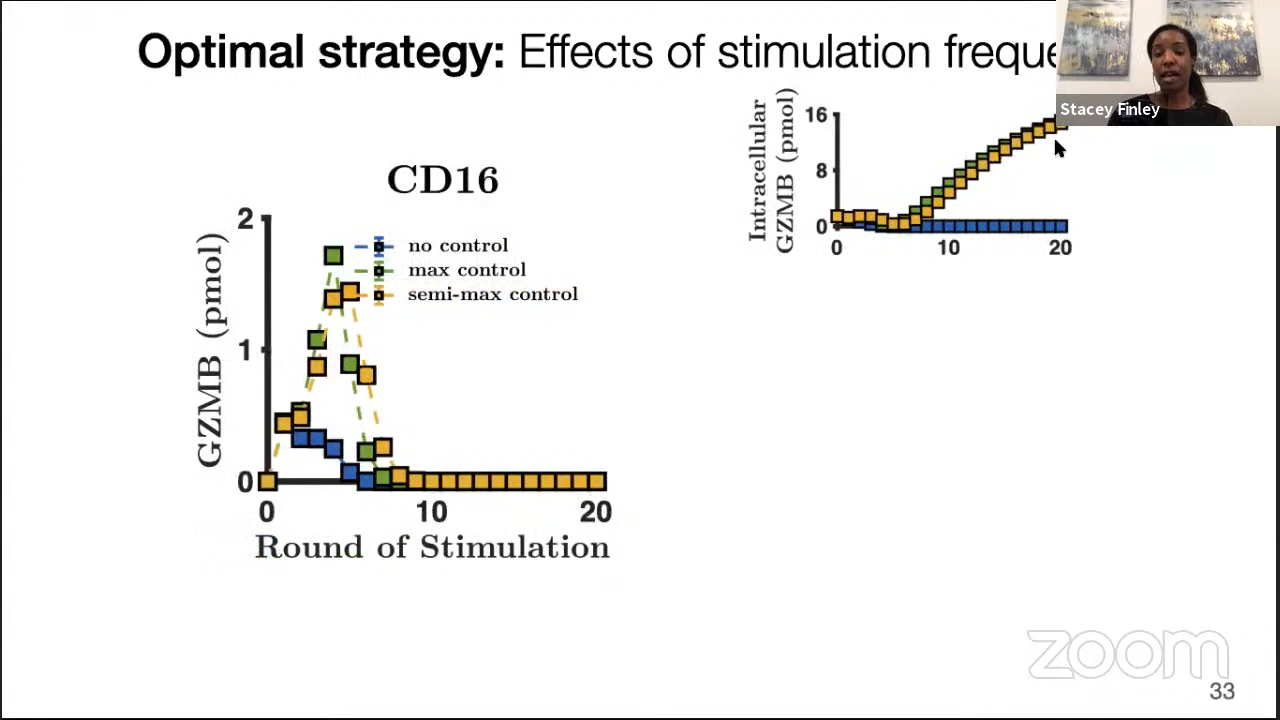 Optimal strategy: Effects of stimulation freque
Stacey Finley
Intracellular
GZMB (pmol)
16
8
0
0
10
20
CD16
GZMB (pmol)
2
1
0
no control
max control
semi-max control
0
10
20
Round of Stimulation
zoom
33